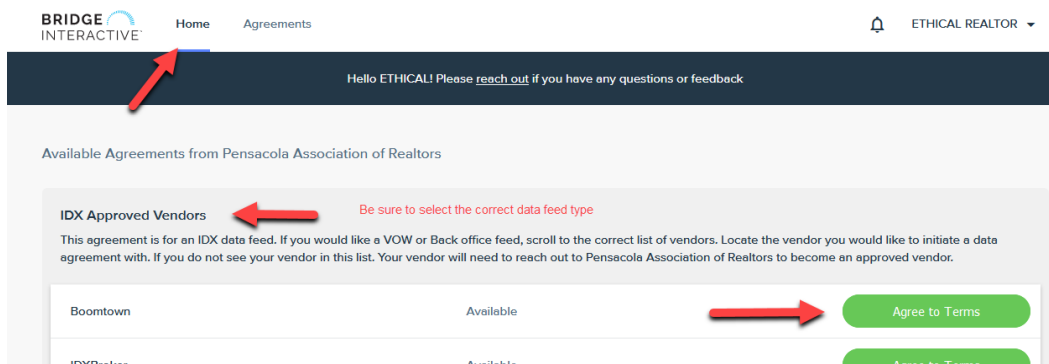 BRIDGE
INTERACTIVE
Home
Agreements
ETHICAL REALTOR
Hello ETHICAL! Please reach out if you have any questions or feedback
Available Agreements from Pensacola Association of Realtors
IDX Approved Vendors
Be sure to select the correct data feed type
This agreement is for an IDX data feed. If you would like a VOW or Back office feed, scroll to the correct list of vendors. Locate the vendor you would like to initiate a data
agreement with. If you do not see your vendor in this list. Your vendor will need to reach out to Pensacola Association of Realtors to become an approved vendor.
Boomtown
Available
Agree to Terms
IDXBroker
Available
Agree to Terms